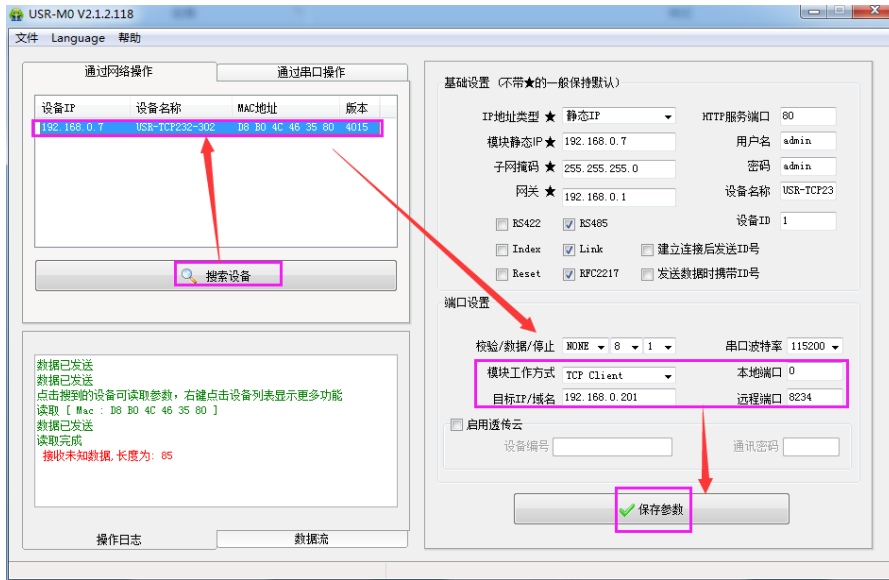 USR-M0 V2.1.2.118
文件 Language 帮助
通过网络操作 通过串口操作
设备IP 设备名称 MAC地址 版本
192.168.0.7 USR-TCP232-302 D8 B0 4C 46 35 80 4015
搜索设备
数据已发送
数据已发送
点击搜到的设备可读取参数，右键点击设备列表显示更多功能
读取 [ Mac : D8 B0 4C 46 35 80 ]
数据已发送
读取完成
接收未知数据,长度为: 85
操作日志 数据流
基础设置 (不带★的一般保持默认)
IP地址类型 ★ 静态IP HTTP服务端口 80
模块静态IP★ 192.168.0.7 用户名 admin
子网掩码 ★ 255.255.255.0 密码 admin
网关 ★ 192.168.0.1 设备名称 USR-TCP23
RS422 RS485 设备ID 1
Index Link 建立连接后发送ID号
Reset RFC2217 发送数据时携带ID号
端口设置
校验/数据/停止 NONE 8 1 串口波特率 115200
模块工作方式 TCP Client 本地端口 0
目标IP/域名 192.168.0.201 远程端口 8234
启用透传云
设备编号 通讯密码
保存参数